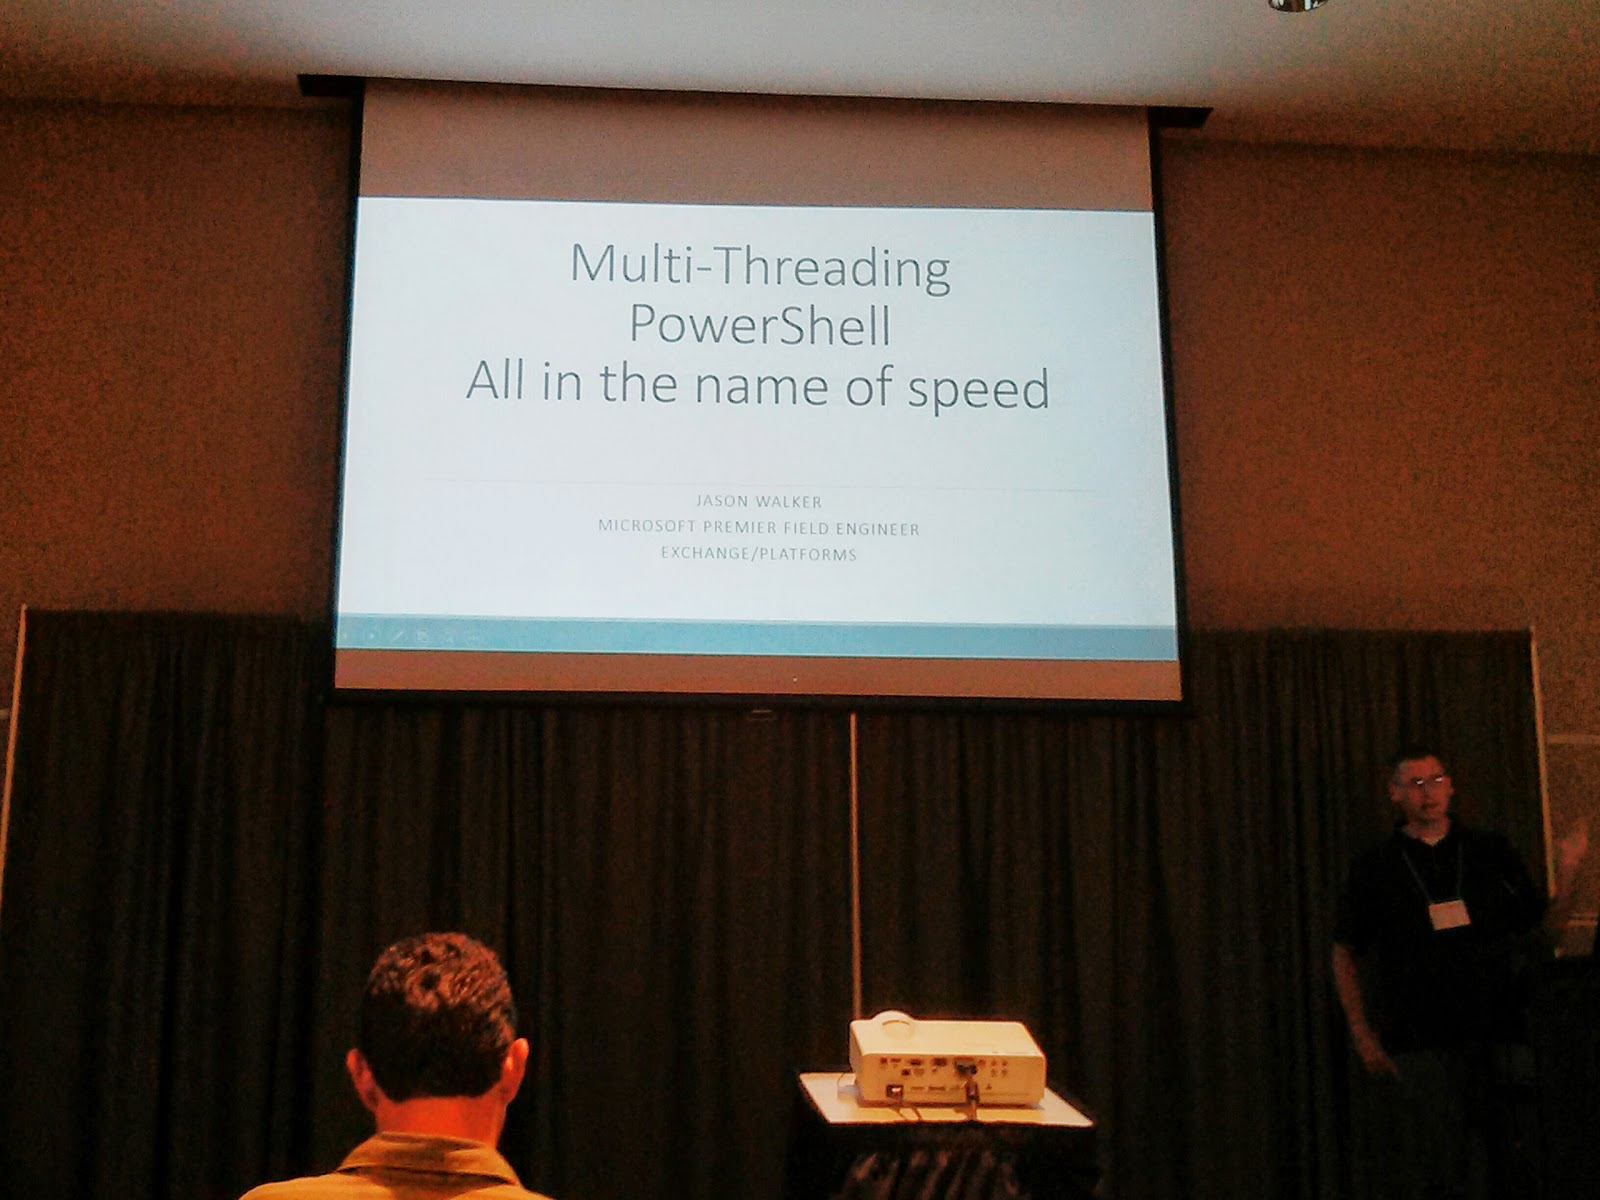 Multi-Threading
PowerShell
All in the name of speed
JASON WALKER
MICROSOFT PREMIER FIELD ENGINEER
EXCHANGE/PLATFORMS